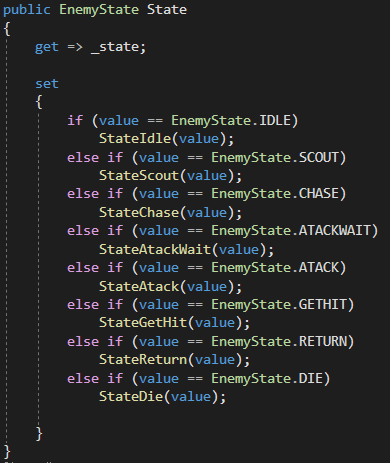 public EnemyState State
{
get => _state;
set
{
if (value == EnemyState.IDLE)
StateIdle(value);
else if (value == EnemyState.SCOUT)
StateScout(value);
else if (value == EnemyState.CHASE)
StateChase(value);
else if (value == EnemyState.ATACKWAIT)
StateAtackWait(value);
else if (value == EnemyState.ATACK)
StateAtack(value);
else if (value == EnemyState.GETHIT)
StateGetHit(value);
else if (value == EnemyState.RETURN)
StateReturn(value);
else if (value == EnemyState.DIE)
StateDie(value);
}
}